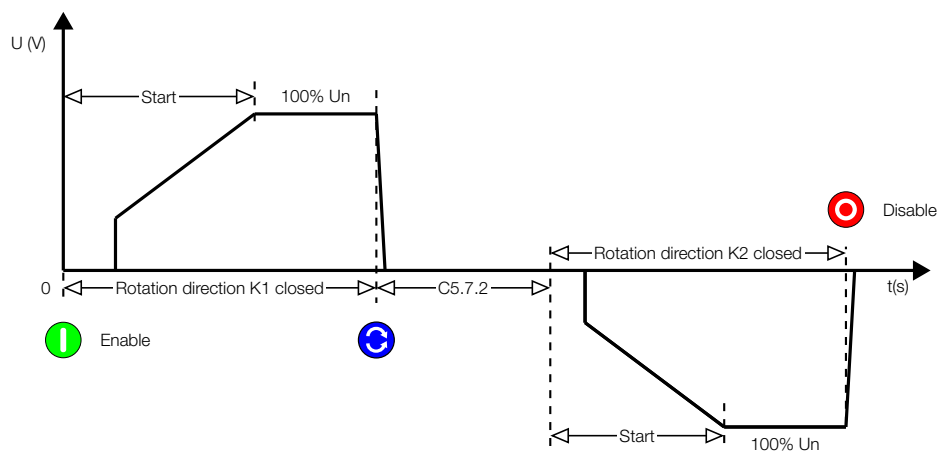 U (V)
Start
100% Un
Disable
Rotation direction K2 closed
0
Rotation direction K1 closed
C5.7.2
t(s)
Enable
Start
100% Un